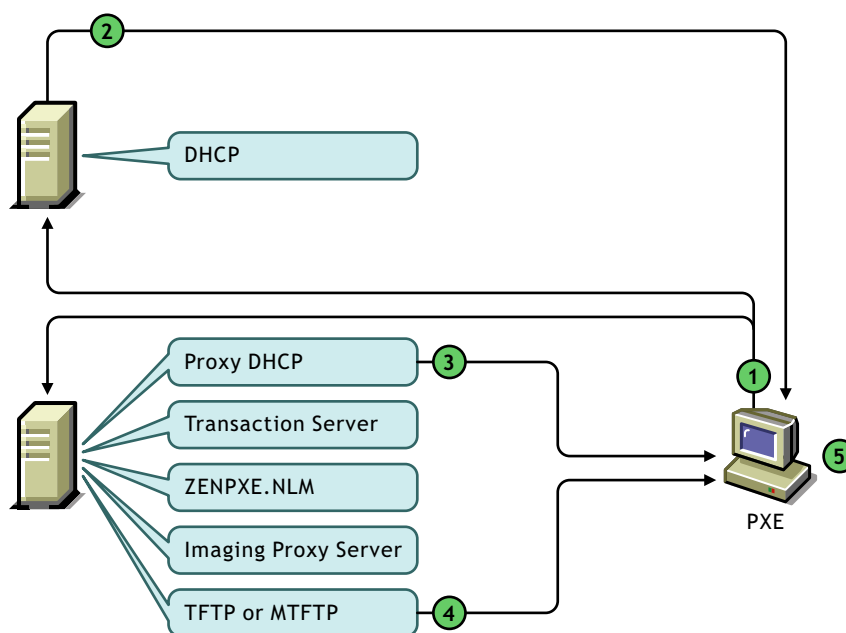 2
DHCP
Proxy DHCP
3
1
Transaction Server
5
ZENPXE.NLM
PXE
Imaging Proxy Server
TFTP or MTFTP
4